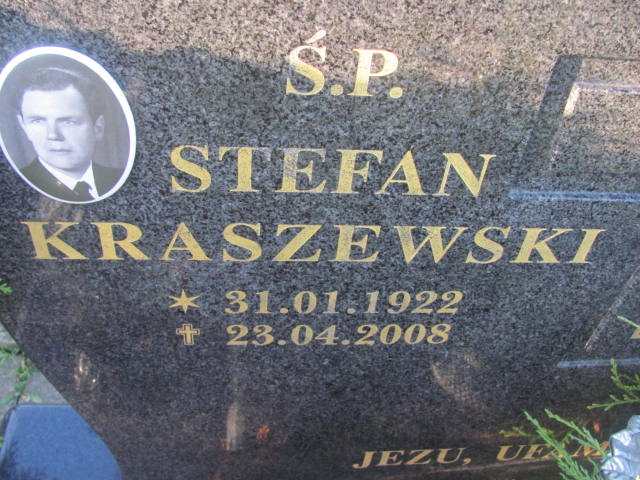 Ś.P.
STEFAN
KRASZEWSKI
31.01.1922
23.04.2008
JEZU,